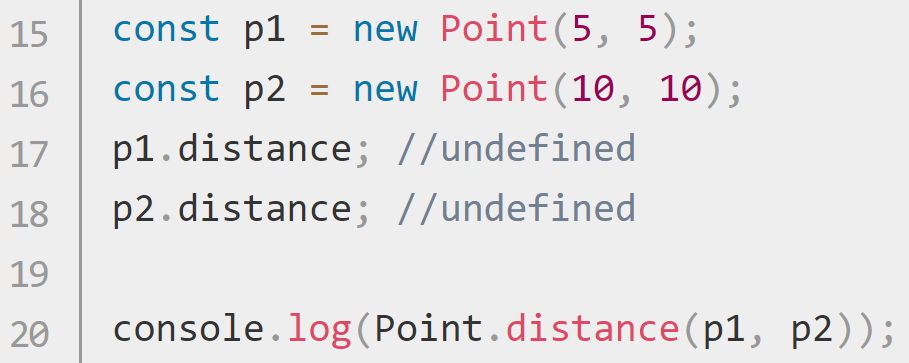 15 const p1 = new Point(5, 5);
16 const p2 = new Point(10, 10);
17 p1.distance; //undefined
18 p2.distance; //undefined
19
20 console.log(Point.distance(p1, p2));